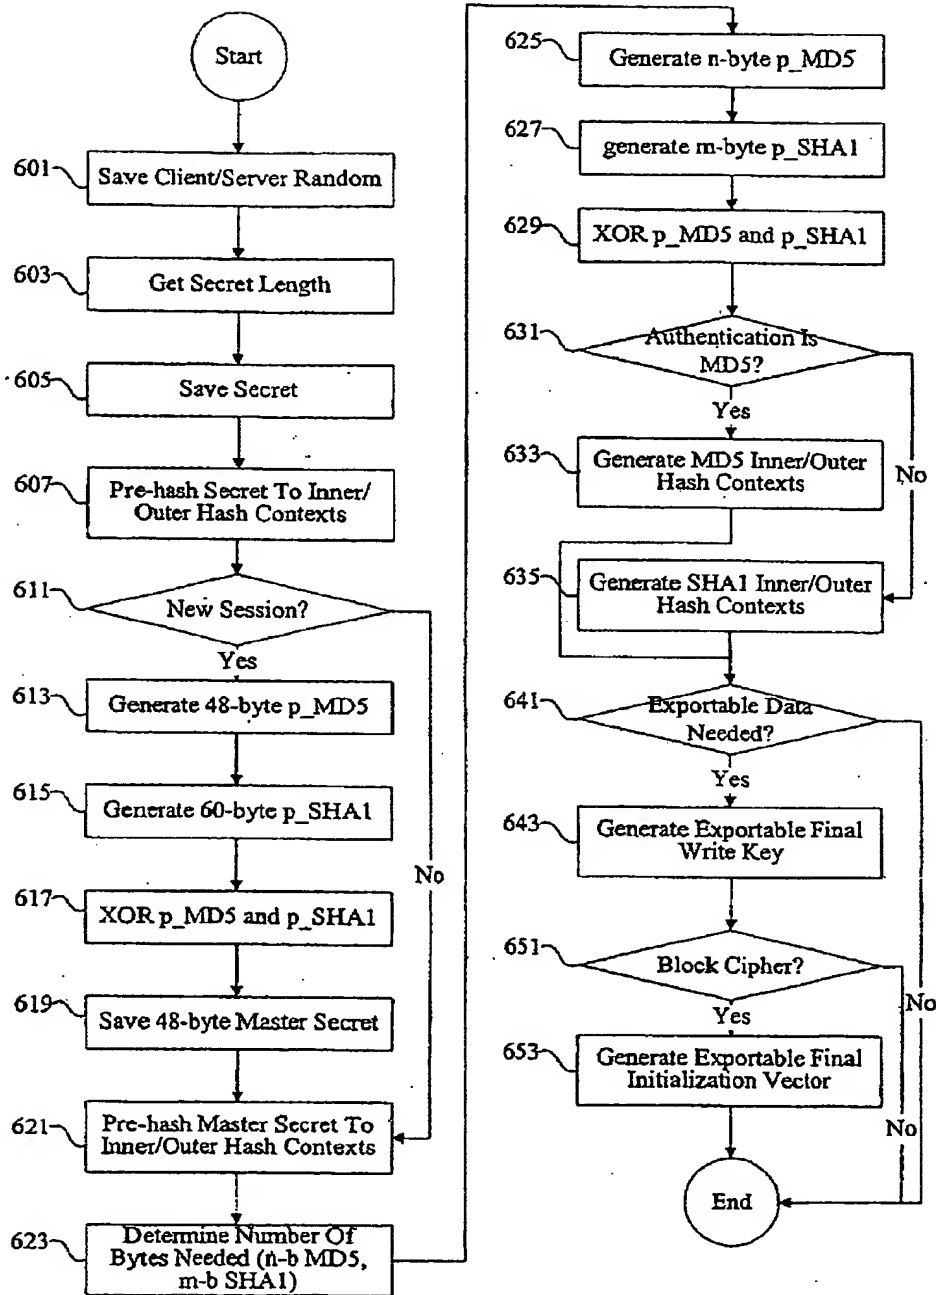 Start
601
Save Client/Server Random
603
Get Secret Length
605
Save Secret
607
Pre-hash Secret To Inner/
Outer Hash Contexts
611
New Session?
Yes
No
613
Generate 48-byte p_MD5
615
Generate 60-byte p_SHA1
617
XOR p_MD5 and p_SHA1
619
Save 48-byte Master Secret
621
Pre-hash Master Secret To
Inner/Outer Hash Contexts
623
Determine Number Of
Bytes Needed (n-b MD5,
m-b SHA1)
625
Generate n-byte p_MD5
627
generate m-byte p_SHA1
629
XOR p_MD5 and p_SHA1
631
Authentication Is
MD5?
Yes
No
633
Generate MD5 Inner/Outer
Hash Contexts
635
Generate SHA1 Inner/Outer
Hash Contexts
641
Exportable Data
Needed?
Yes
No
643
Generate Exportable Final
Write Key
651
Block Cipher?
Yes
No
653
Generate Exportable Final
Initialization Vector
End